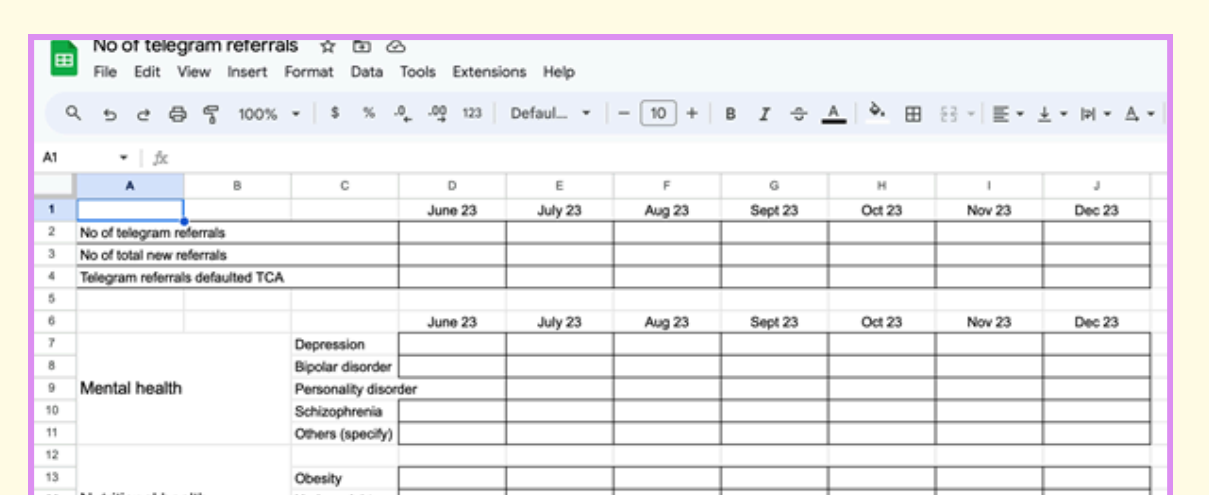 No of telegram referrals
File Edit View Insert Format Data Tools Extensions Help
100% $ % .0 .00 123 Defaul... − 10 + B I A A
A1 fx
A B C D E F G H I J
1 June 23 July 23 Aug 23 Sept 23 Oct 23 Nov 23 Dec 23
2 No of telegram referrals
3 No of total new referrals
4 Telegram referrals defaulted TCA
5
6 June 23 July 23 Aug 23 Sept 23 Oct 23 Nov 23 Dec 23
7 Depression
8 Bipolar disorder
9 Mental health Personality disorder
10 Schizophrenia
11 Others (specify)
12
13 Obesity